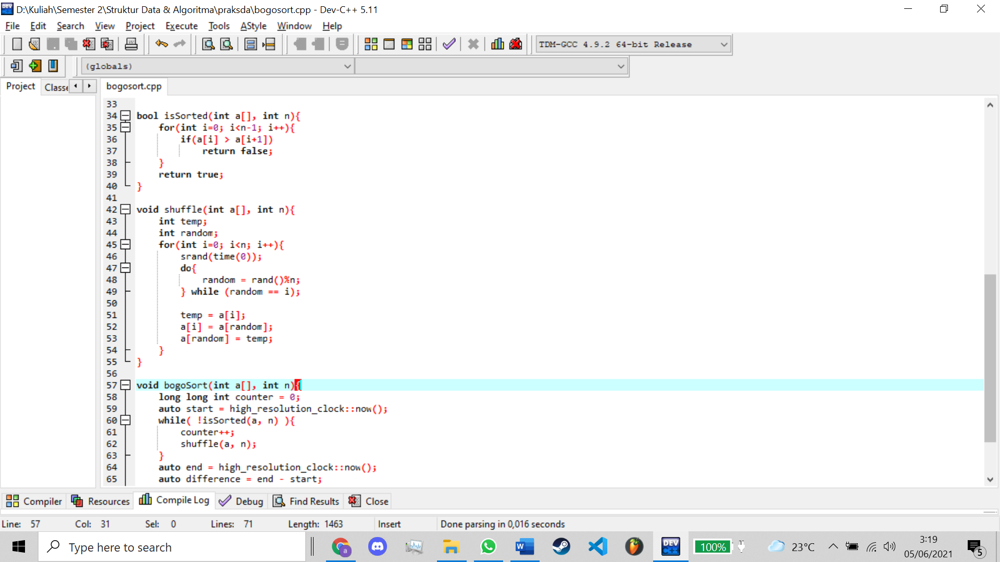 D:\Kuliah\Semester 2\Struktur Data & Algoritma\praksda\bogosort.cpp - Dev-C++ 5.11
File Edit Search View Project Execute Tools AStyle Window Help
TDM-GCC 4.9.2 64-bit Release
(globals)
Project Classe bogosort.cpp
33
34 bool isSorted(int a[], int n){
35     for(int i=0; i<n-1; i++){
36         if(a[i] > a[i+1])
37             return false;
38     }
39     return true;
40 }
41
42 void shuffle(int a[], int n){
43     int temp;
44     int random;
45     for(int i=0; i<n; i++){
46         srand(time(0));
47         do{
48             random = rand()%n;
49         } while (random == i);
50
51         temp = a[i];
52         a[i] = a[random];
53         a[random] = temp;
54     }
55 }
56
57 void bogoSort(int a[], int n){
58     long long int counter = 0;
59     auto start = high_resolution_clock::now();
60     while( !isSorted(a, n) ){
61         counter++;
62         shuffle(a, n);
63     }
64     auto end = high_resolution_clock::now();
65     auto difference = end - start;
Compiler Resources Compile Log Debug Find Results Close
Line: 57 Col: 31 Sel: 0 Lines: 71 Length: 1463 Insert Done parsing in 0,016 seconds
Type here to search
a
W
DEV C++
100%
23°C
3:19
05/06/2021
5